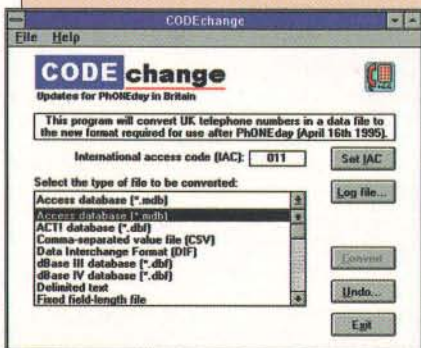 CODEchange
File Help
CODE change
Updates for PhONEday in Britain
This program will convert UK telephone numbers in a data file to
the new format required for use after PhONEday (April 16th 1995).
International access code (IAC): 011 Set IAC
Select the type of file to be converted:
Log file...
Access database (*.mdb)
Access database (*.mdb)
ACT! database (*.dbf)
Comma-separated value file (CSV)
Data Interchange Format (DIF)
dBase III database (*.dbf)
Convert
dBase IV database (*.dbf)
Delimited text
Undo...
Fixed field-length file
Exit